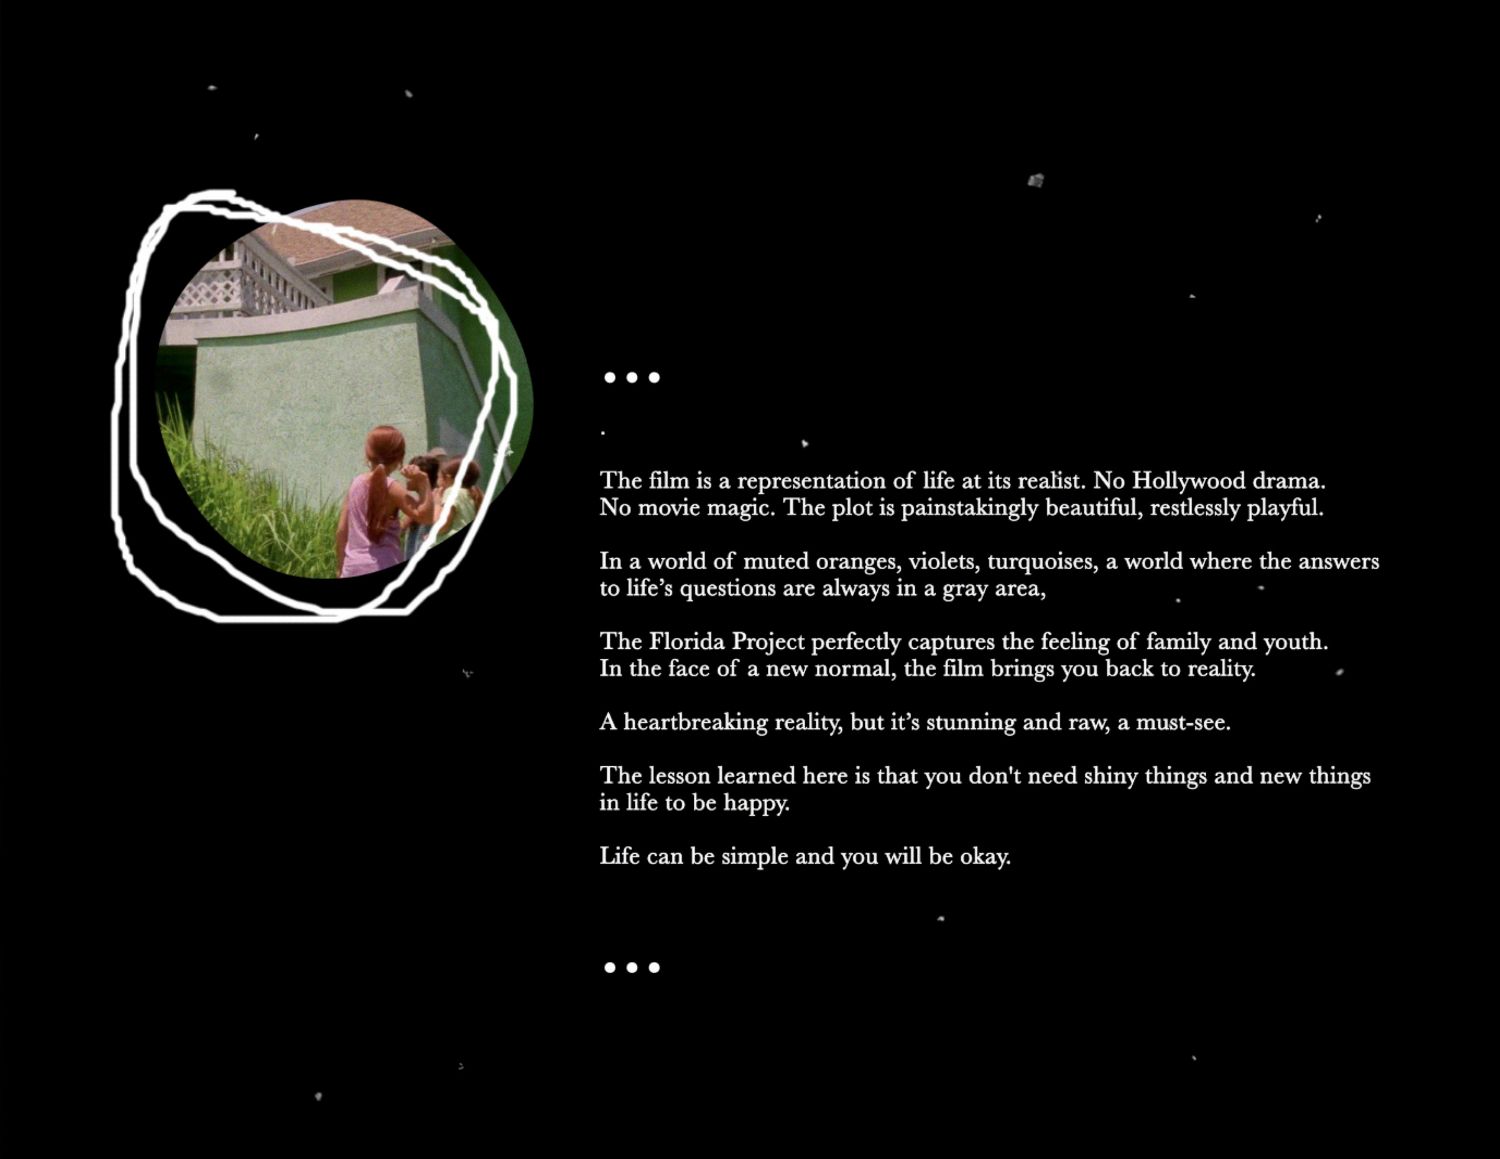 •••
.
The film is a representation of life at its realist. No Hollywood drama.
No movie magic. The plot is painstakingly beautiful, restlessly playful.
In a world of muted oranges, violets, turquoises, a world where the answers
to life’s questions are always in a gray area,
The Florida Project perfectly captures the feeling of family and youth.
In the face of a new normal, the film brings you back to reality.
A heartbreaking reality, but it’s stunning and raw, a must-see.
The lesson learned here is that you don't need shiny things and new things
in life to be happy.
Life can be simple and you will be okay.
•••